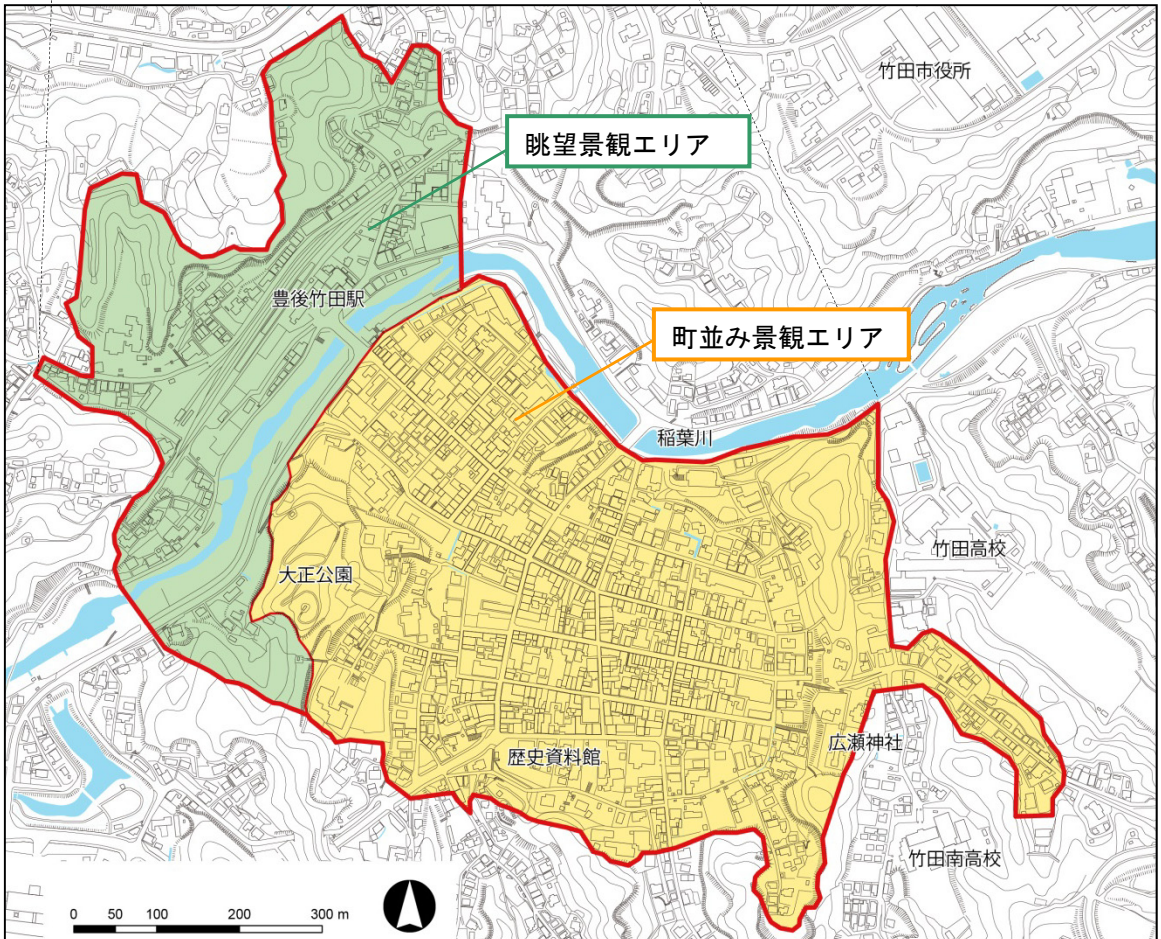 竹田市役所
眺望景観エリア
豊後竹田駅
町並み景観エリア
稲葉川
竹田高校
大正公園
広瀬神社
歴史資料館
竹田南高校
0 50 100 200 300 m